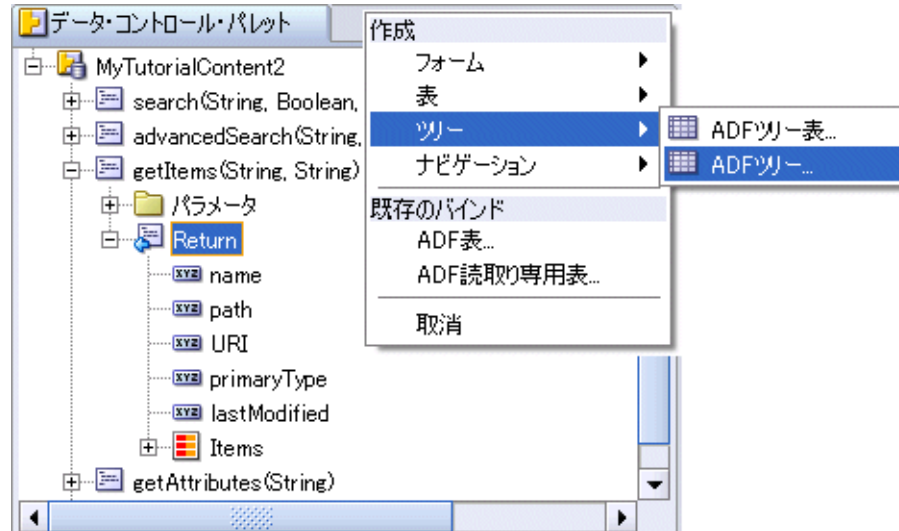 データ・コントロール・パレット
MyTutorialContent2
search(String, Boolean,
advancedSearch(String,
getItems(String, String)
パラメータ
Return
name
path
URI
primaryType
lastModified
Items
getAttributes(String)
作成
フォーム
表
ツリー
ナビゲーション
既存のバインド
ADF表...
ADF読取り専用表...
取消
ADFツリー表...
ADFツリー...